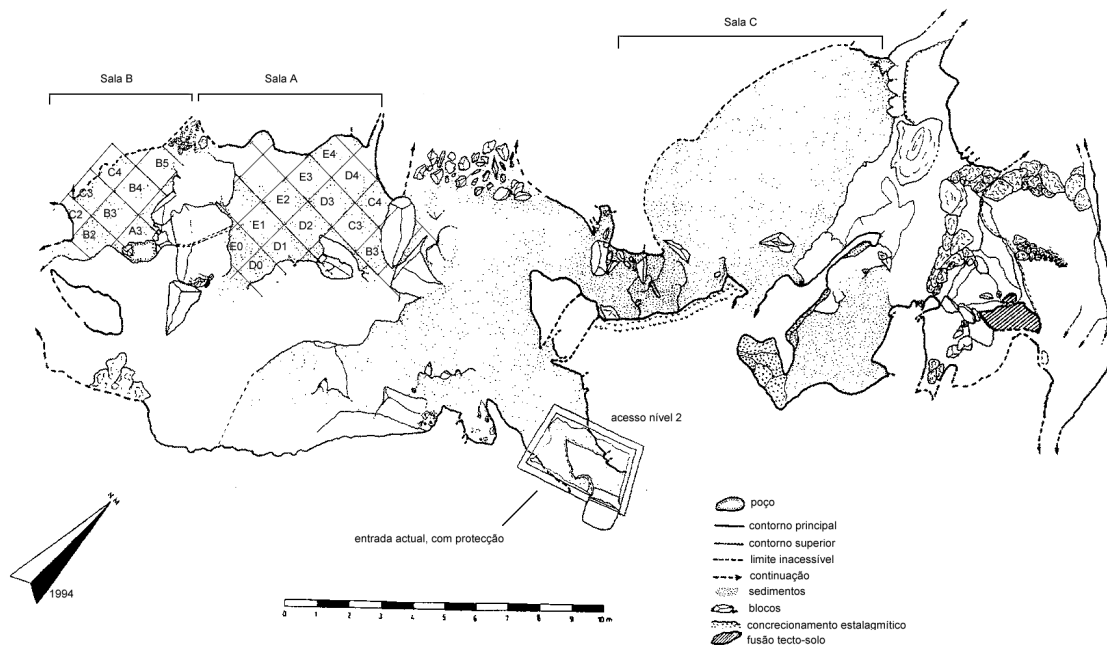 Sala C
Sala B
Sala A
E4
B5
C4
E3
D4
B4
C3
E2
D3
C4
C2
B3
E1
D2
C3
B2
A3
E0
D1
B3
D0
acesso nível 2
entrada actual, com protecção
N M
1994
0 1 2 3 4 5 6 7 8 9 10 m
poço
contorno principal
contorno superior
limite inacessível
continuação
sedimentos
blocos
concrecionamento estalagmítico
fusão tecto-solo